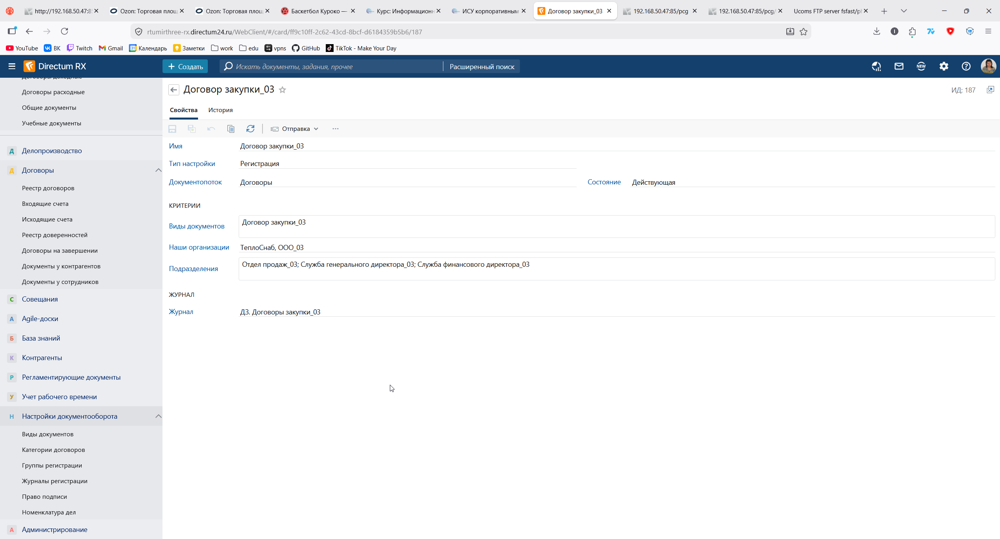 http://192.168.50.47:8
Ozon: Торговая площ
Ozon: Торговая площ
Баскетбол Куроко —
Курс: Информацион
ИСУ корпоративным
Договор закупки_03
192.168.50.47:85/pcg
192.168.50.47:85/pcg/
Ucoms FTP server fsfast/pl
rtumirthree-rx.directum24.ru/WebClient/#/card/ff9c10ff-2c62-43cd-8bcf-d6184359b5b6/187
YouTube
ВК
Twitch
Gmail
31 Календарь
Заметки
work
edu
vpns
GitHub
TikTok - Make Your Day
Directum RX
Создать
Искать документы, задания, прочее
Расширенный поиск
NEW
Договоры доходные
Договоры расходные
Общие документы
Учебные документы
Д Делопроизводство
Д Договоры
Реестр договоров
Входящие счета
Исходящие счета
Реестр доверенностей
Договоры на завершении
Документы у контрагентов
Документы у сотрудников
С Совещания
A Agile-доски
Б База знаний
К Контрагенты
Р Регламентирующие документы
У Учет рабочего времени
Н Настройки документооборота
Виды документов
Категории договоров
Группы регистрации
Журналы регистрации
Право подписи
Номенклатура дел
А Администрирование
Договор закупки_03
ИД: 187
Свойства
История
Отправка
Имя Договор закупки_03
Тип настройки Регистрация
Документопоток Договоры Состояние Действующая
КРИТЕРИИ
Виды документов Договор закупки_03
Наши организации ТеплоСнаб, ООО_03
Подразделения Отдел продаж_03; Служба генерального директора_03; Служба финансового директора_03
ЖУРНАЛ
Журнал ДЗ. Договоры закупки_03